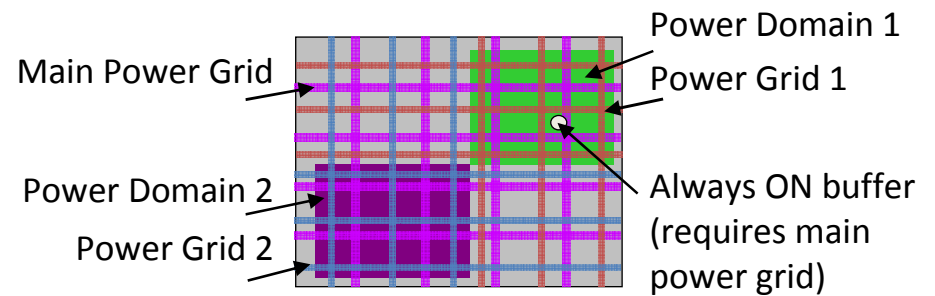 Main Power Grid
Power Domain 2
Power Grid 2
Power Domain 1
Power Grid 1
Always ON buffer
(requires main
power grid)